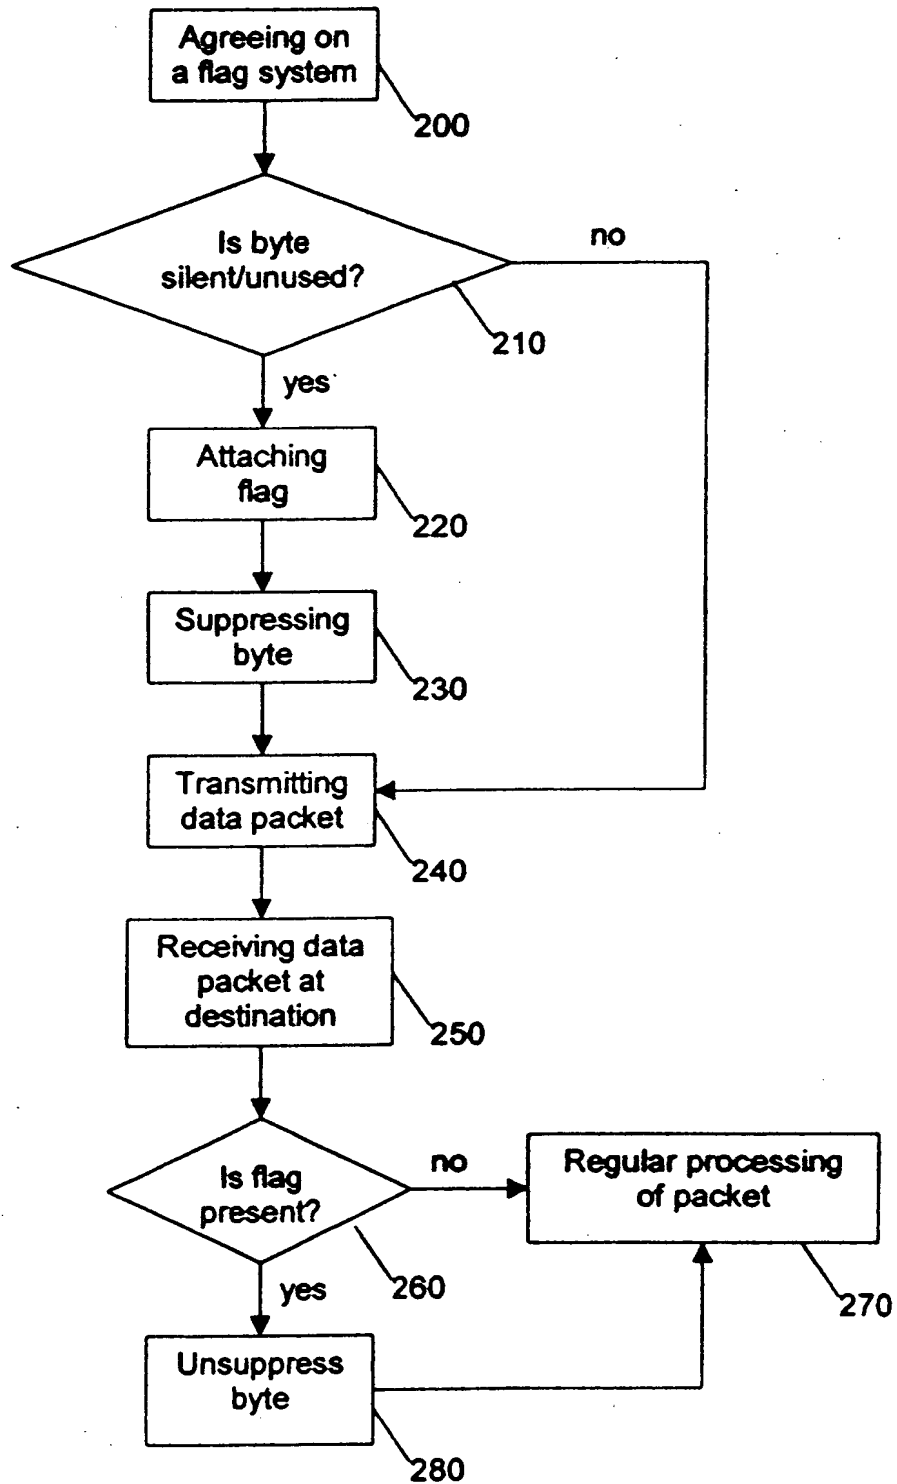 Agreeing on
a flag system
200
Is byte
silent/unused?
no
210
yes
Attaching
flag
220
Suppressing
byte
230
Transmitting
data packet
240
Receiving data
packet at
destination
250
Is flag
present?
no
Regular processing
of packet
260
270
yes
Unsuppress
byte
280